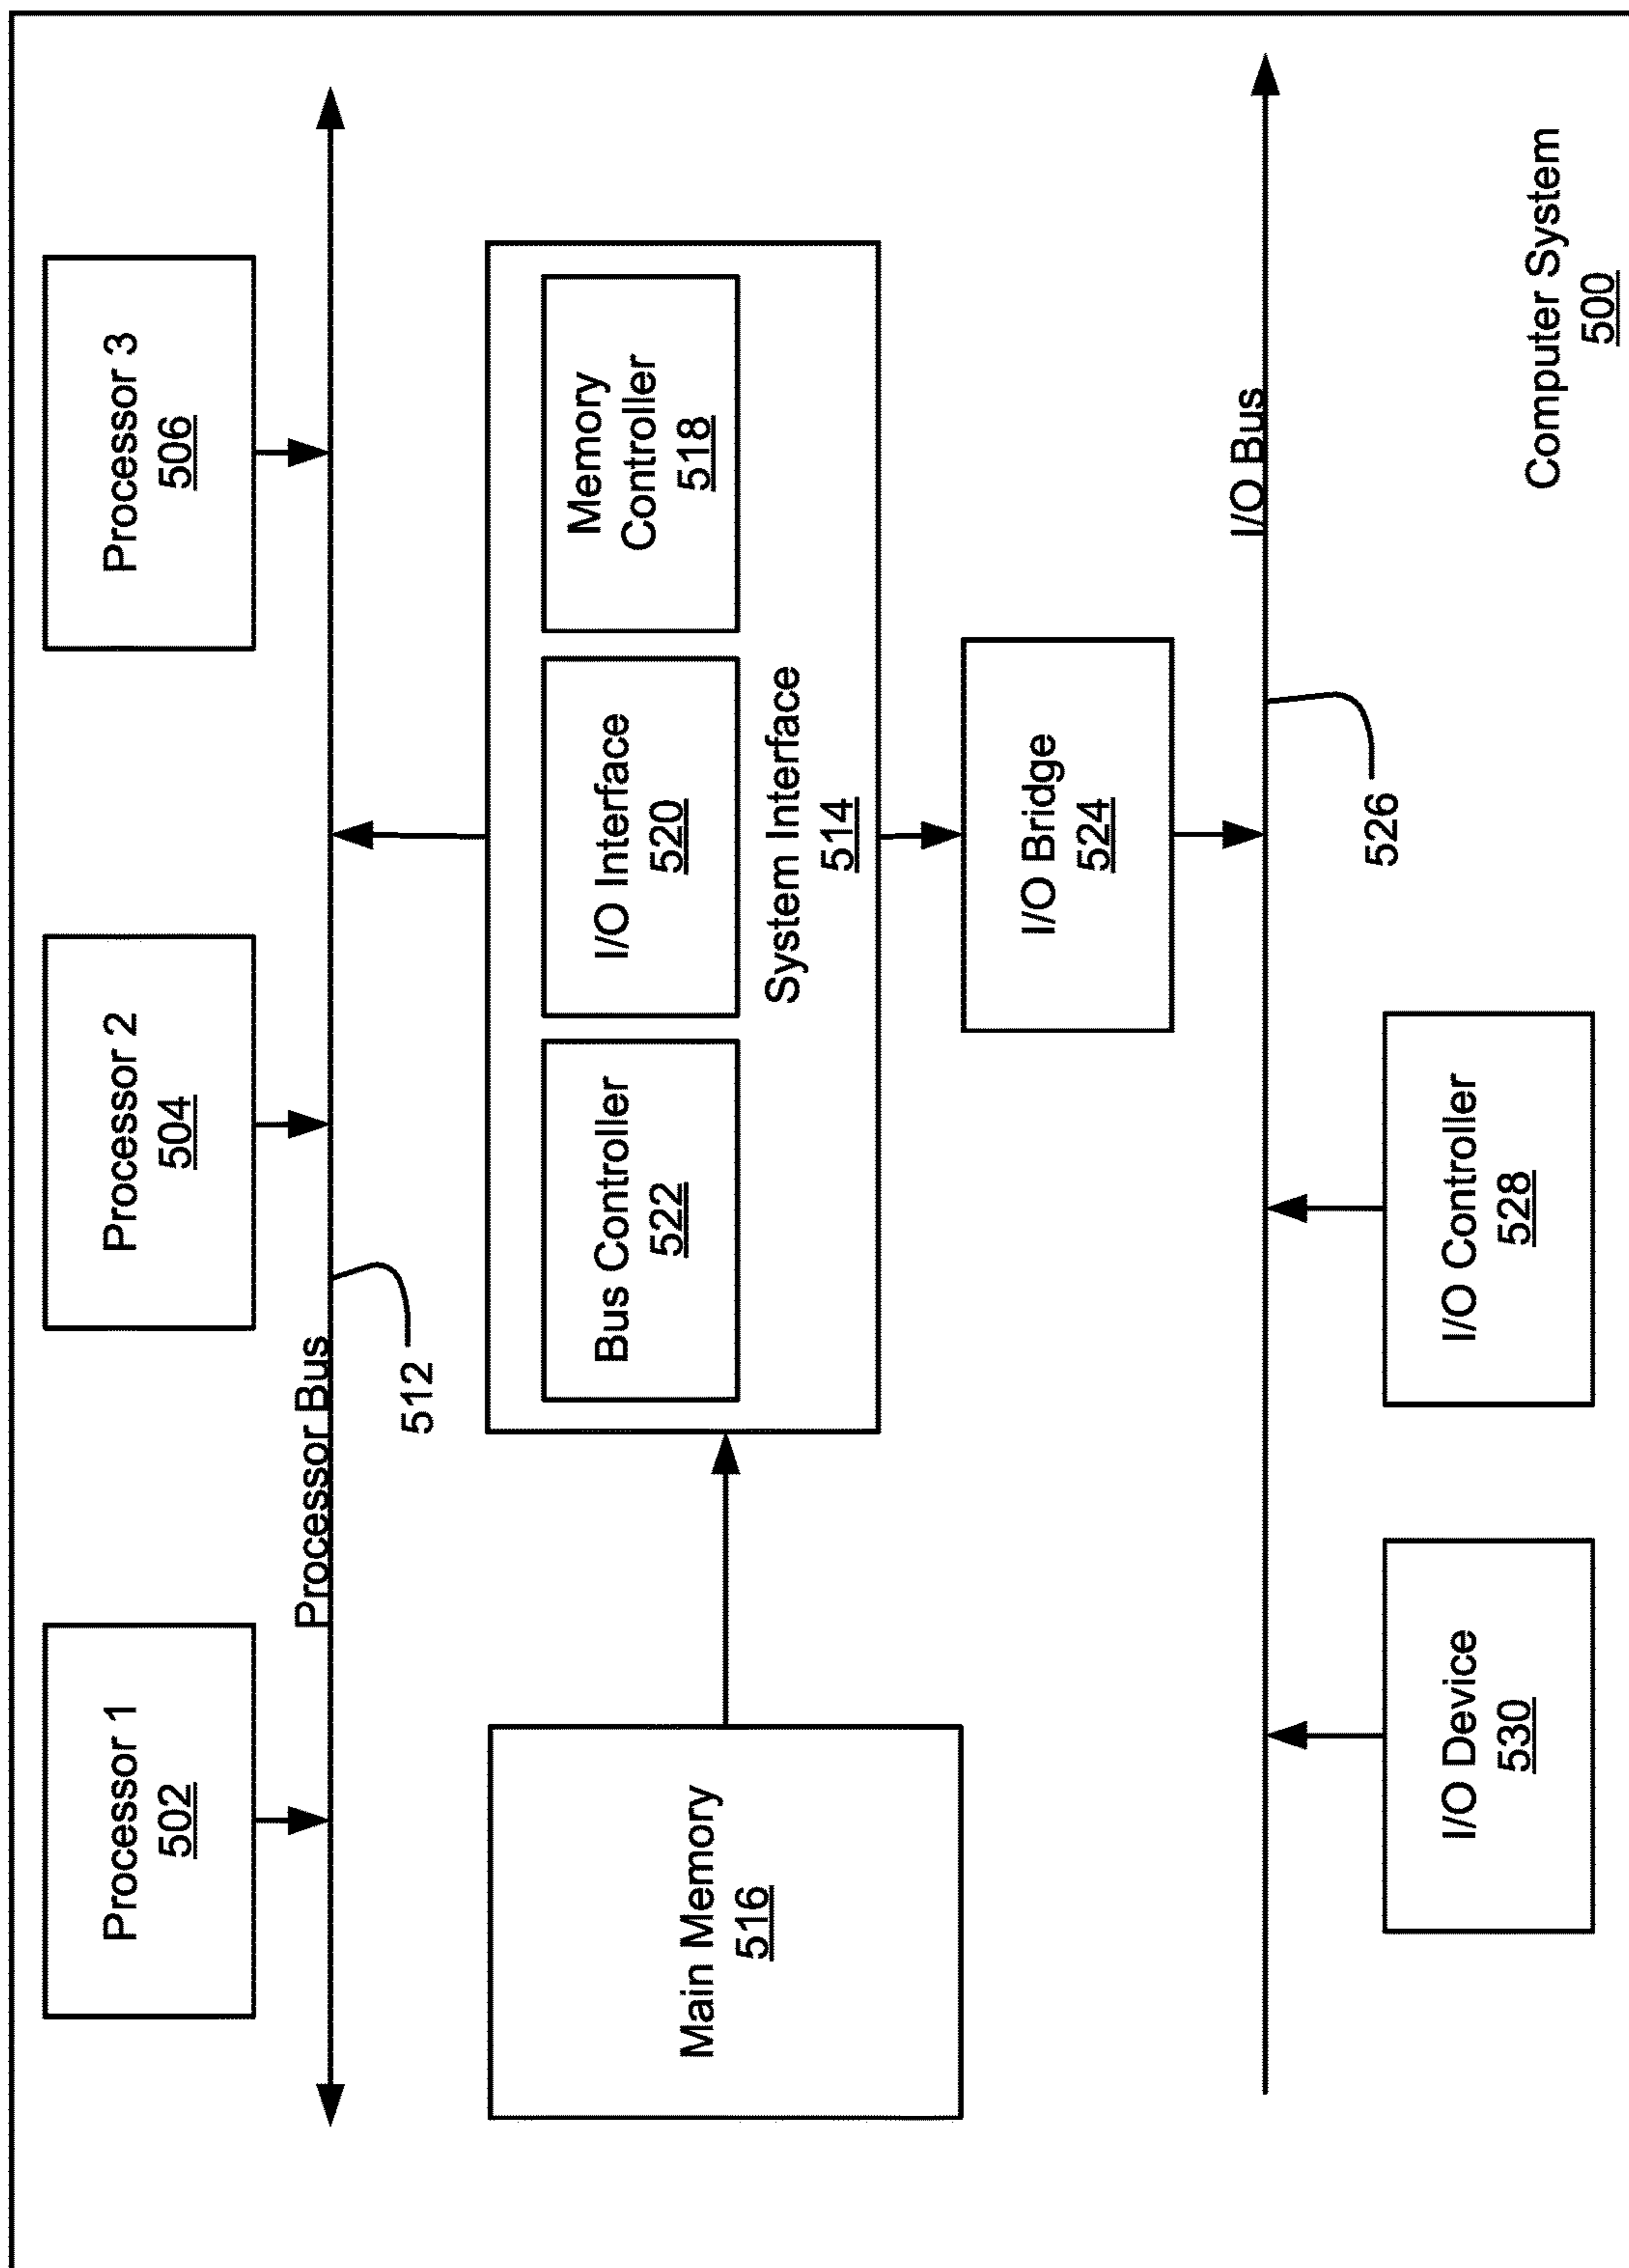 Processor 1
502
Processor 2
504
Processor 3
506
Processor Bus
512
Main Memory
516
Bus Controller
522
I/O Interface
520
Memory
Controller
518
System Interface
514
I/O Bridge
524
I/O Bus
526
I/O Device
530
I/O Controller
528
Computer System
500